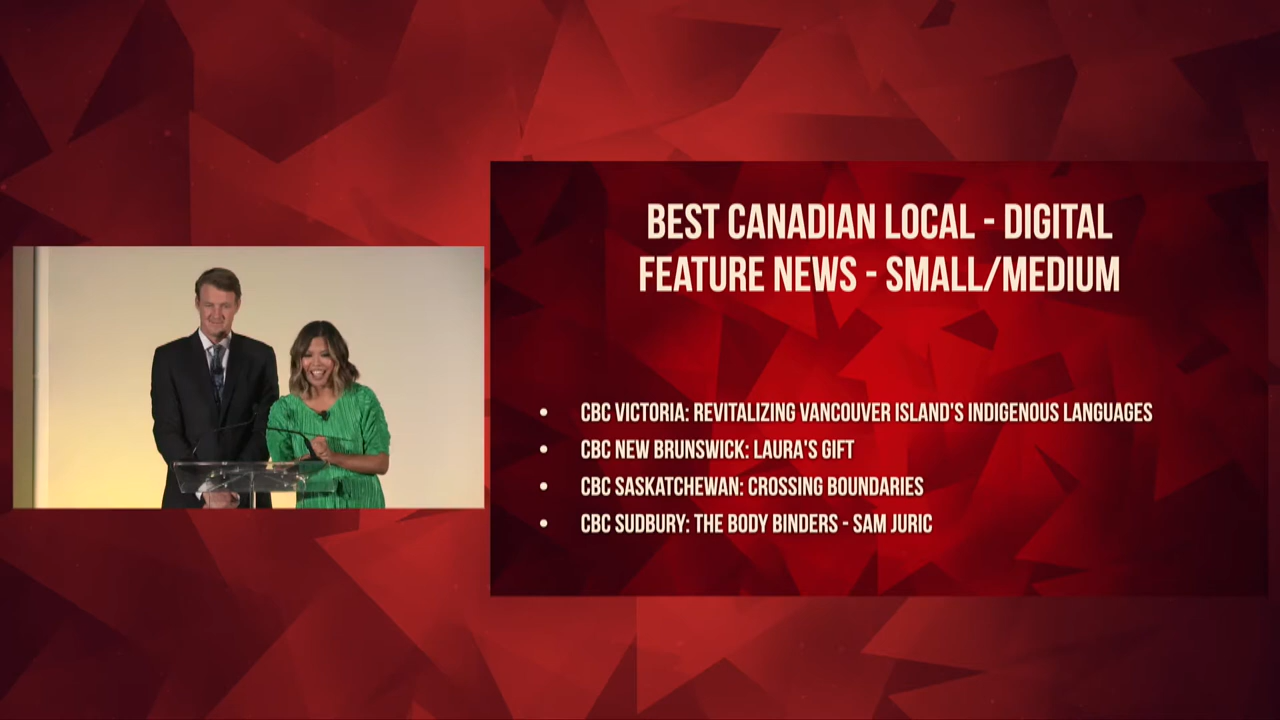 BEST CANADIAN LOCAL - DIGITAL
FEATURE NEWS - SMALL/MEDIUM
• CBC VICTORIA: REVITALIZING VANCOUVER ISLAND'S INDIGENOUS LANGUAGES
• CBC NEW BRUNSWICK: LAURA'S GIFT
• CBC SASKATCHEWAN: CROSSING BOUNDARIES
• CBC SUDBURY: THE BODY BINDERS - SAM JURIC